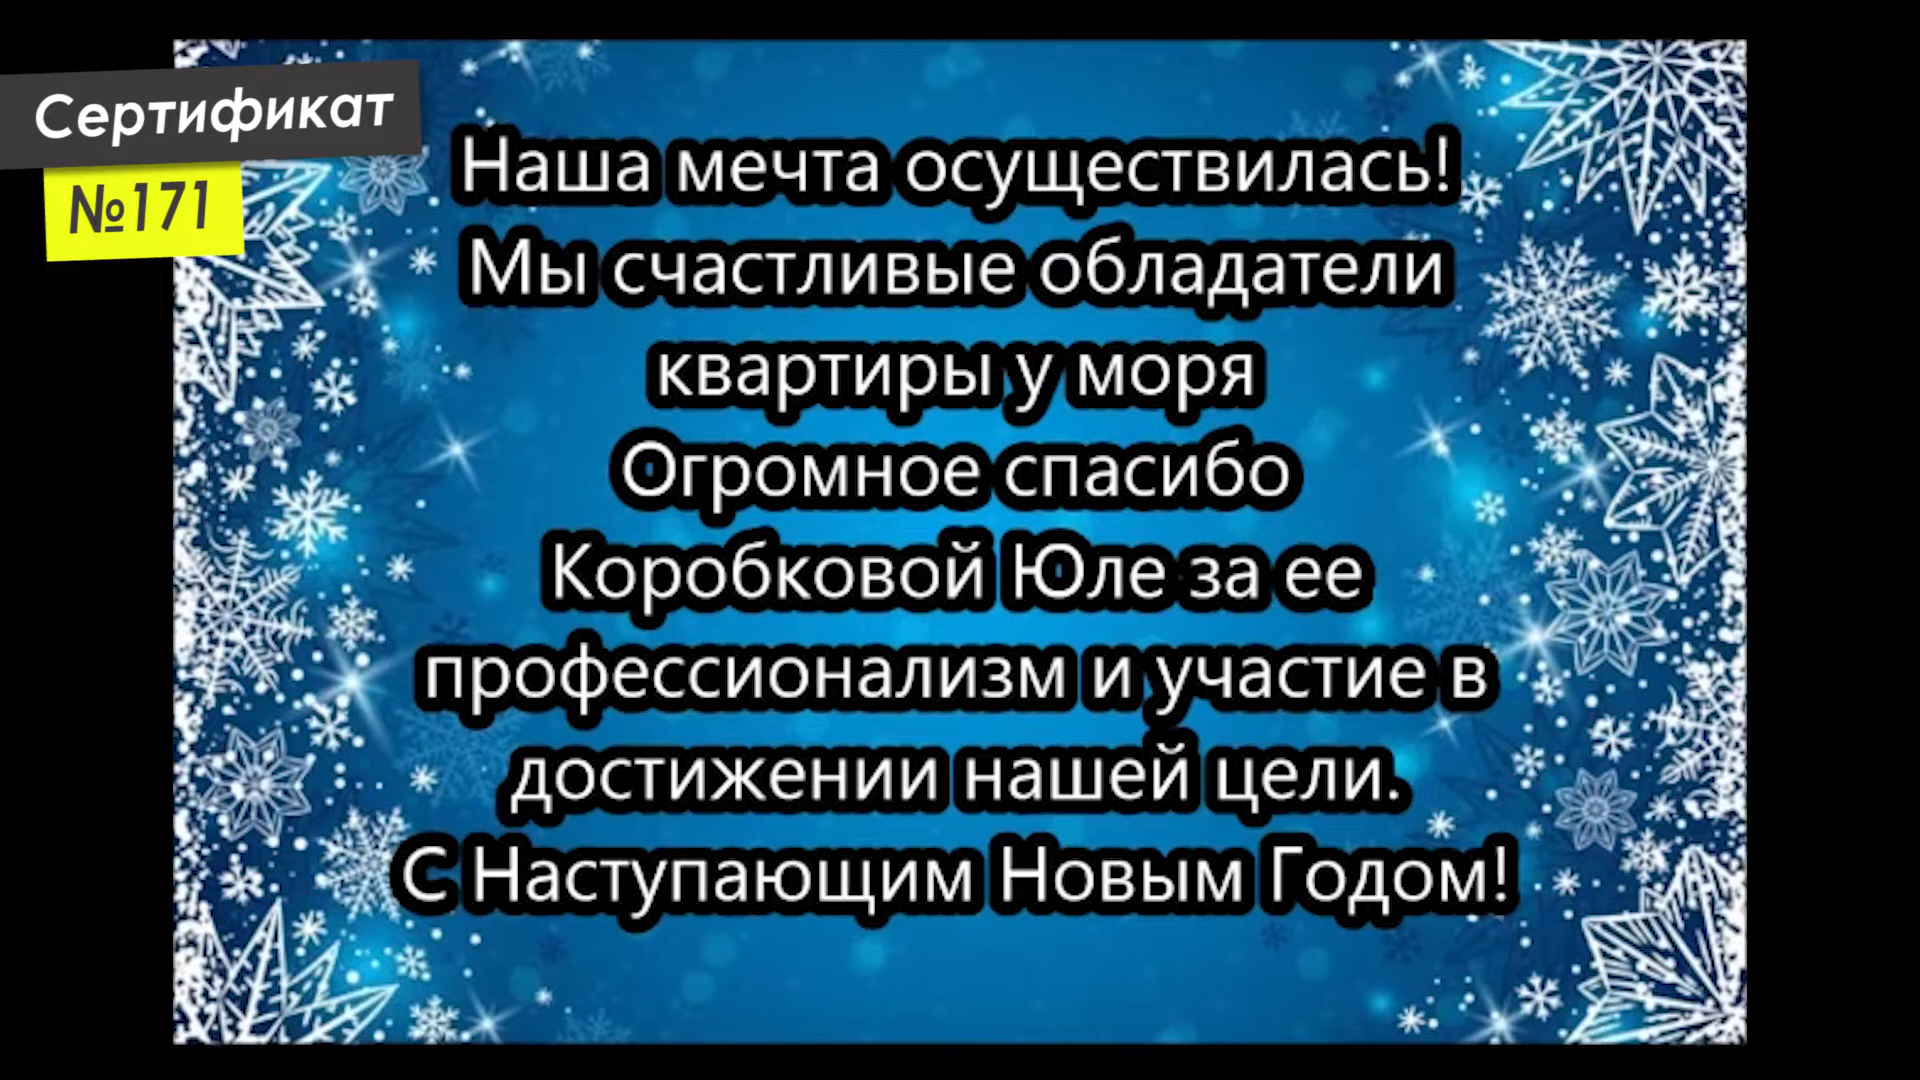 Сертификат
№171
Наша мечта осуществилась!
Мы счастливые обладатели
квартиры у моря
Огромное спасибо
Коробковой Юле за ее
профессионализм и участие в
достижении нашей цели.
С Наступающим Новым Годом!